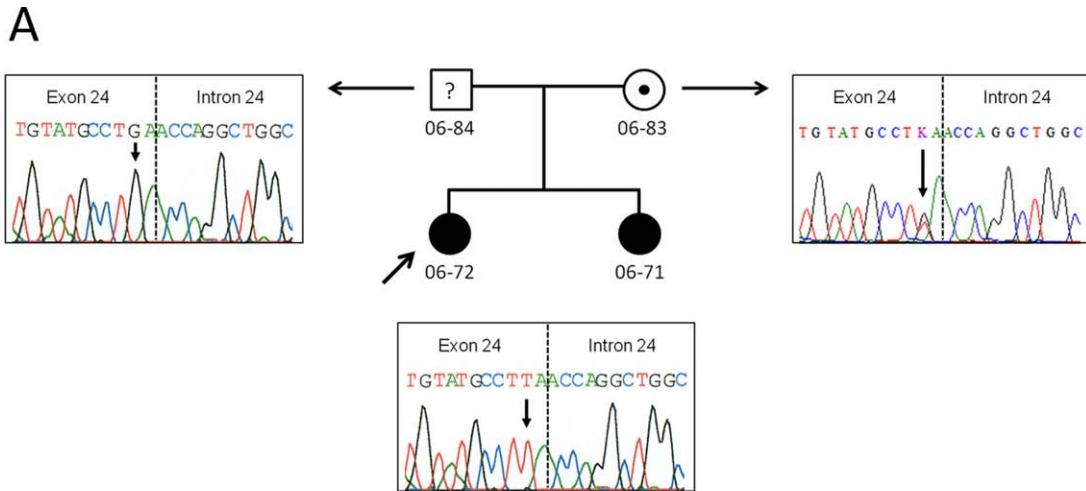 A
Exon 24 Intron 24
TGTATGCCTGAACCAGGCTGGC
?
06-84
06-83
Exon 24 Intron 24
TGTATGCCTKAACCAGGCTGGC
06-72
06-71
Exon 24 Intron 24
TGTATGCCTTAACCAGGCTGGC